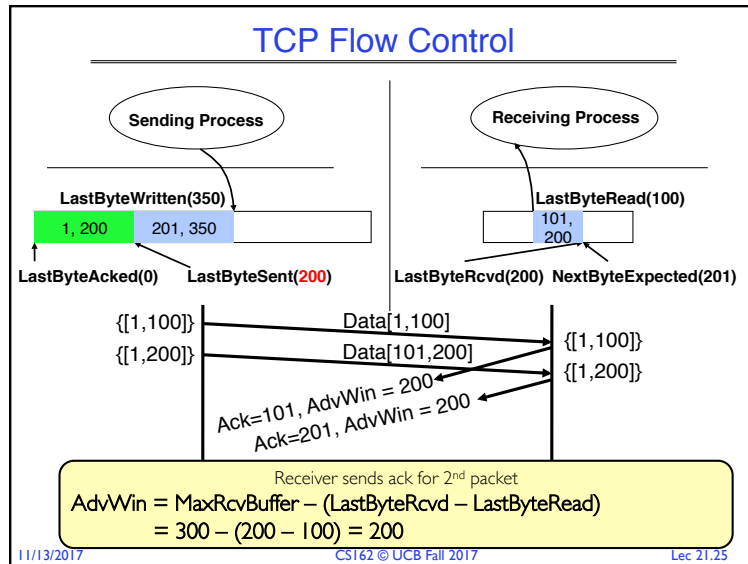 TCP Flow Control
Sending Process
Receiving Process
LastByteWritten(350)
LastByteRead(100)
1, 200
201, 350
101,
200
LastByteAcked(0)
LastByteSent(200)
LastByteRcvd(200)
NextByteExpected(201)
{[1,100]}
Data[1,100]
{[1,100]}
{[1,200]}
Data[101,200]
{[1,200]}
Ack=101, AdvWin = 200
Ack=201, AdvWin = 200
Receiver sends ack for 2nd packet
AdvWin = MaxRcvBuffer – (LastByteRcvd – LastByteRead)
= 300 – (200 – 100) = 200
11/13/2017
CS162 © UCB Fall 2017
Lec 21.25